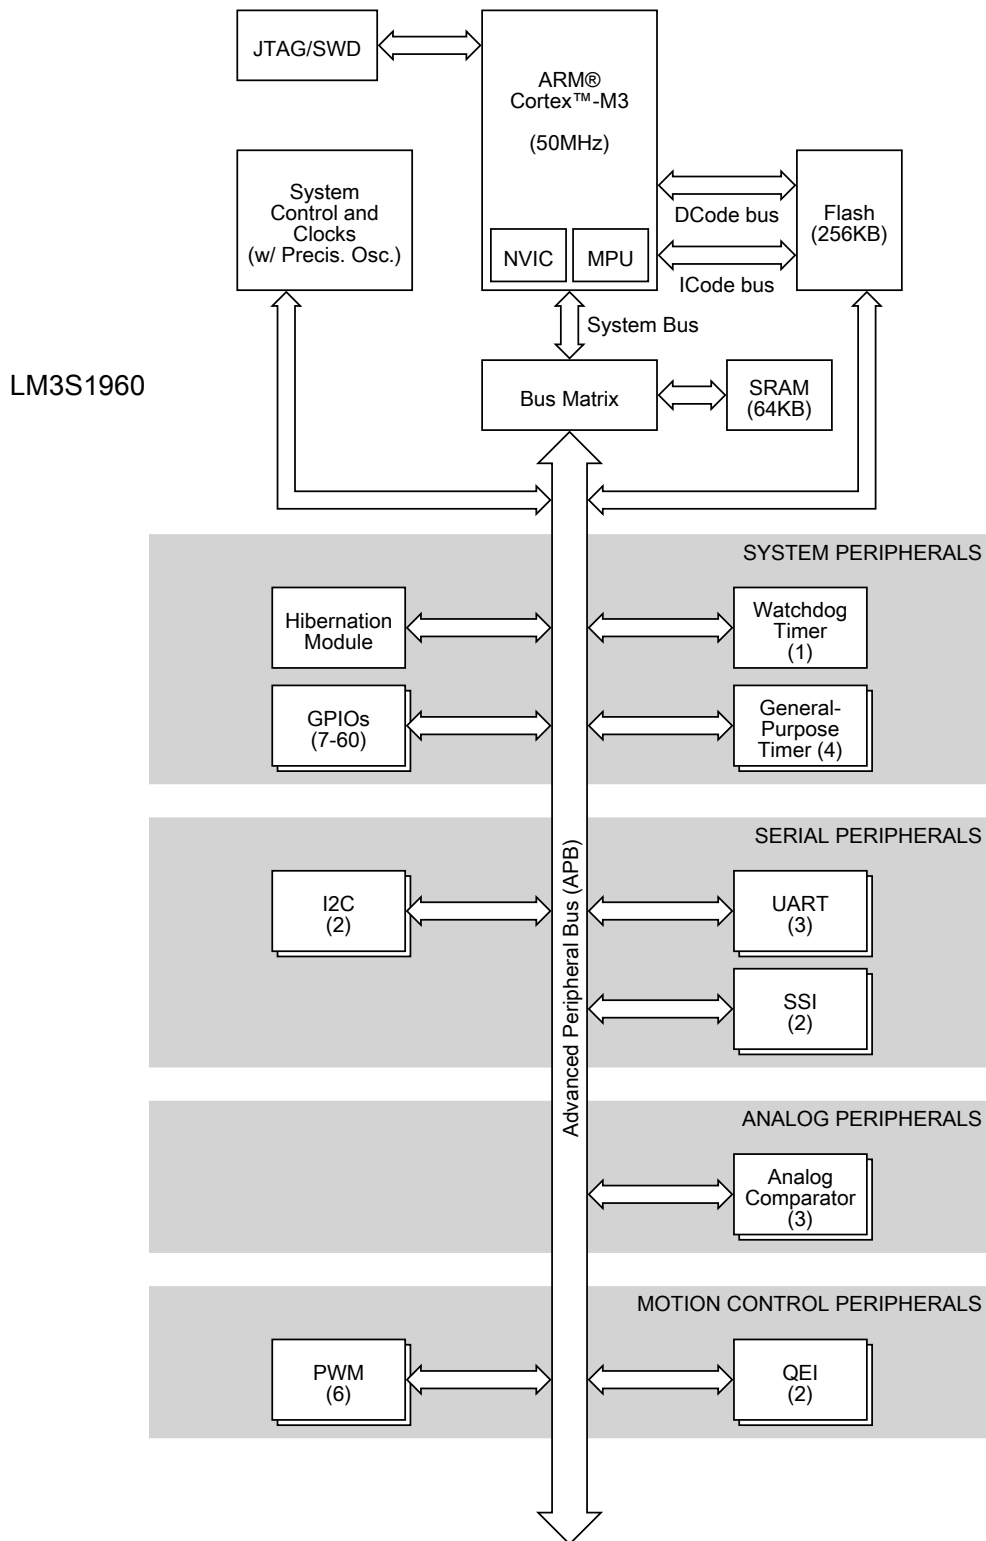 JTAG/SWD
ARM®
Cortex™-M3
(50MHz)
System
Control and
Clocks
(w/ Precis. Osc.)
DCode bus
Flash
(256KB)
NVIC
MPU
ICode bus
System Bus
LM3S1960
Bus Matrix
SRAM
(64KB)
SYSTEM PERIPHERALS
Hibernation
Module
Watchdog
Timer
(1)
GPIOs
(7-60)
General-
Purpose
Timer (4)
Advanced Peripheral Bus (APB)
SERIAL PERIPHERALS
I2C
(2)
UART
(3)
SSI
(2)
ANALOG PERIPHERALS
Analog
Comparator
(3)
MOTION CONTROL PERIPHERALS
PWM
(6)
QEI
(2)